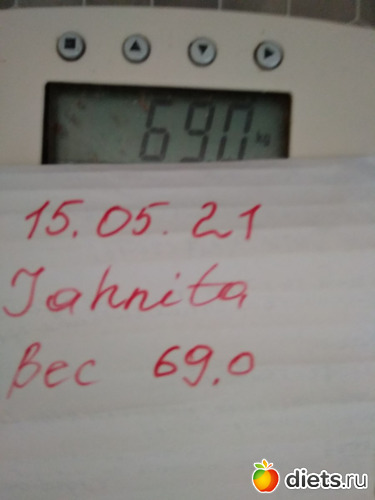 69.0 kg
15.05.21
Jahnita
Вес 69.0
diets.ru